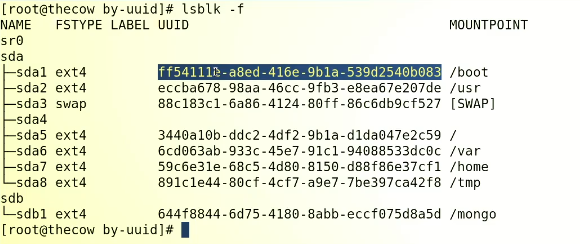 [root@thecow by-uuid]# lsblk -f
NAME   FSTYPE LABEL UUID                                 MOUNTPOINT
sr0
sda
├─sda1 ext4         ff54111e-a8ed-416e-9b1a-539d2540b083 /boot
├─sda2 ext4         eccba678-98aa-46cc-9fb3-e8ea67e207de /usr
├─sda3 swap         88c183c1-6a86-4124-80ff-86c6db9cf527 [SWAP]
├─sda4
├─sda5 ext4         3440a10b-ddc2-4df2-9b1a-d1da047e2c59 /
├─sda6 ext4         6cd063ab-933c-45e7-91c1-94088533dc0c /var
├─sda7 ext4         59c6e31e-68c5-4d80-8150-d88f86e37cf1 /home
└─sda8 ext4         891c1e44-80cf-4cf7-a9e7-7be397ca42f8 /tmp
sdb
└─sdb1 ext4         644f8844-6d75-4180-8abb-eccf075d8a5d /mongo
[root@thecow by-uuid]#